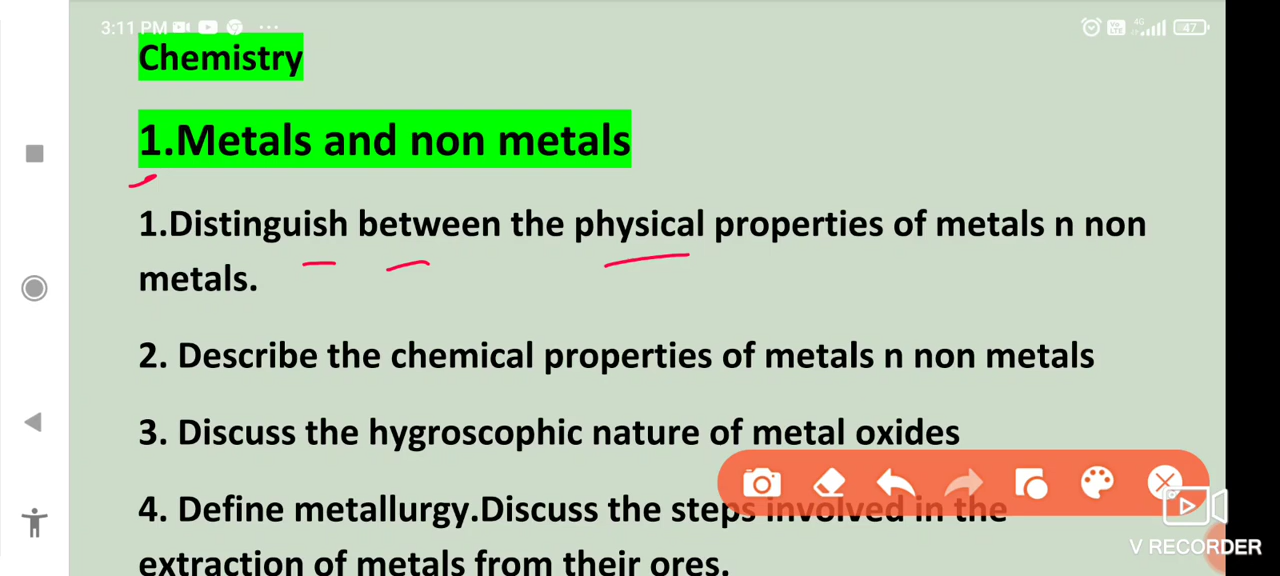 3:11 PM
4G
47
Chemistry
1.Metals and non metals
1.Distinguish between the physical properties of metals n non
metals.
2. Describe the chemical properties of metals n non metals
3. Discuss the hygroscophic nature of metal oxides
4. Define metallurgy.Discuss the steps involved in the
extraction of metals from their ores.
V RECORDER